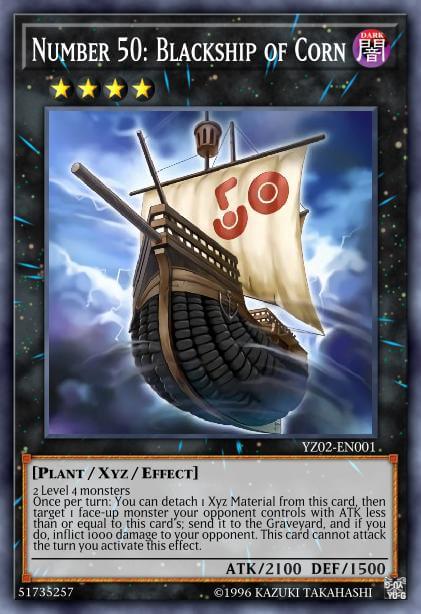 NUMBER 50: BLACKSHIP OF CORN
DARK
闇
50
YZ02-EN001
[PLANT / XYZ / EFFECT]
2 Level 4 monsters
Once per turn: You can detach 1 Xyz Material from this card, then
target 1 face-up monster your opponent controls with ATK less
than or equal to this card's; send it to the Graveyard, and if you
do, inflict 1000 damage to your opponent. This card cannot attack
the turn you activate this effect.
ATK/2100 DEF/1500
51735257
©1996 KAZUKI TAKAHASHI